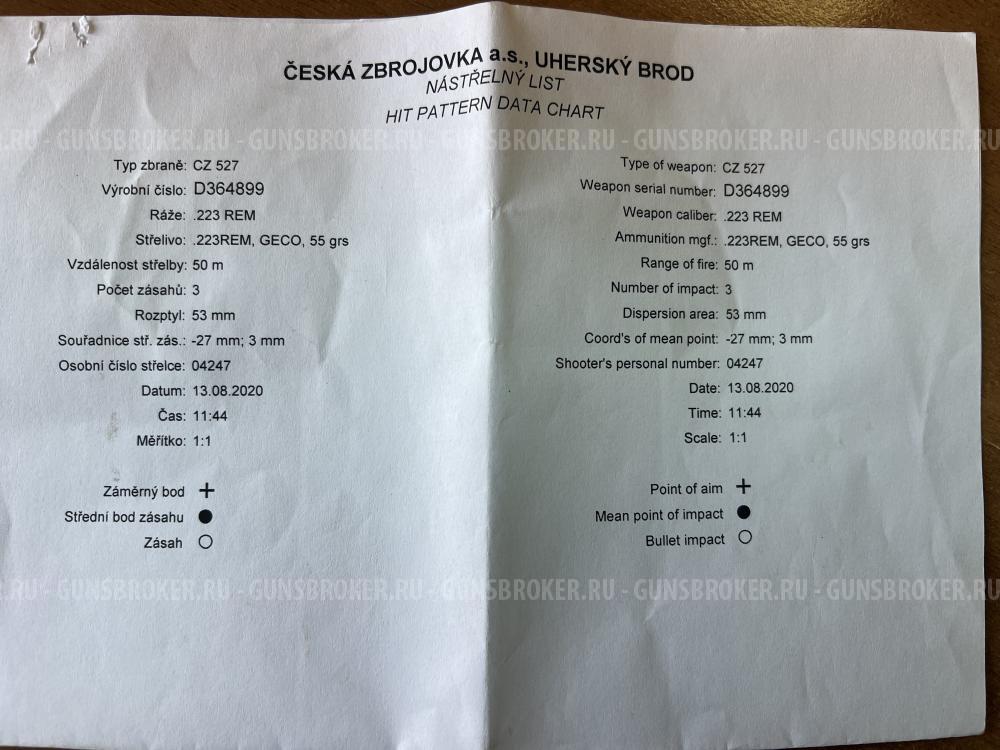 ČESKÁ ZBROJOVKA a.s., UHERSKÝ BROD
NÁSTŘELNÝ LIST
HIT PATTERN DATA CHART
.RU - GUNSBROKER.RU - GUNSBROKER.RU - GUNSBROKER.RU - GUNSBROKER.RU - GUNSBROKER.RU
Typ zbraně: CZ 527
Výrobní číslo: D364899
Ráže: .223 REM
Střelivo: .223REM, GECO, 55 grs
Vzdálenost střelby: 50 m
Počet zásahů: 3
Rozptyl: 53 mm
Souřadnice stř. zás.: -27 mm; 3 mm
Osobní číslo střelce: 04247
Datum: 13.08.2020
Čas: 11:44
Měřítko: 1:1
Záměrný bod +
Střední bod zásahu ●
Zásah ○
Type of weapon: CZ 527
Weapon serial number: D364899
Weapon caliber: .223 REM
Ammunition mgf.: .223REM, GECO, 55 grs
Range of fire: 50 m
Number of impact: 3
Dispersion area: 53 mm
Coord's of mean point: -27 mm; 3 mm
Shooter's personal number: 04247
Date: 13.08.2020
Time: 11:44
Scale: 1:1
Point of aim +
Mean point of impact ●
Bullet impact ○
.RU - GUNSBROKER.RU - GUNSBROKER.RU - GUNSBROKER.RU - GUNSBROKER.RU - GUNSBROKER.RU